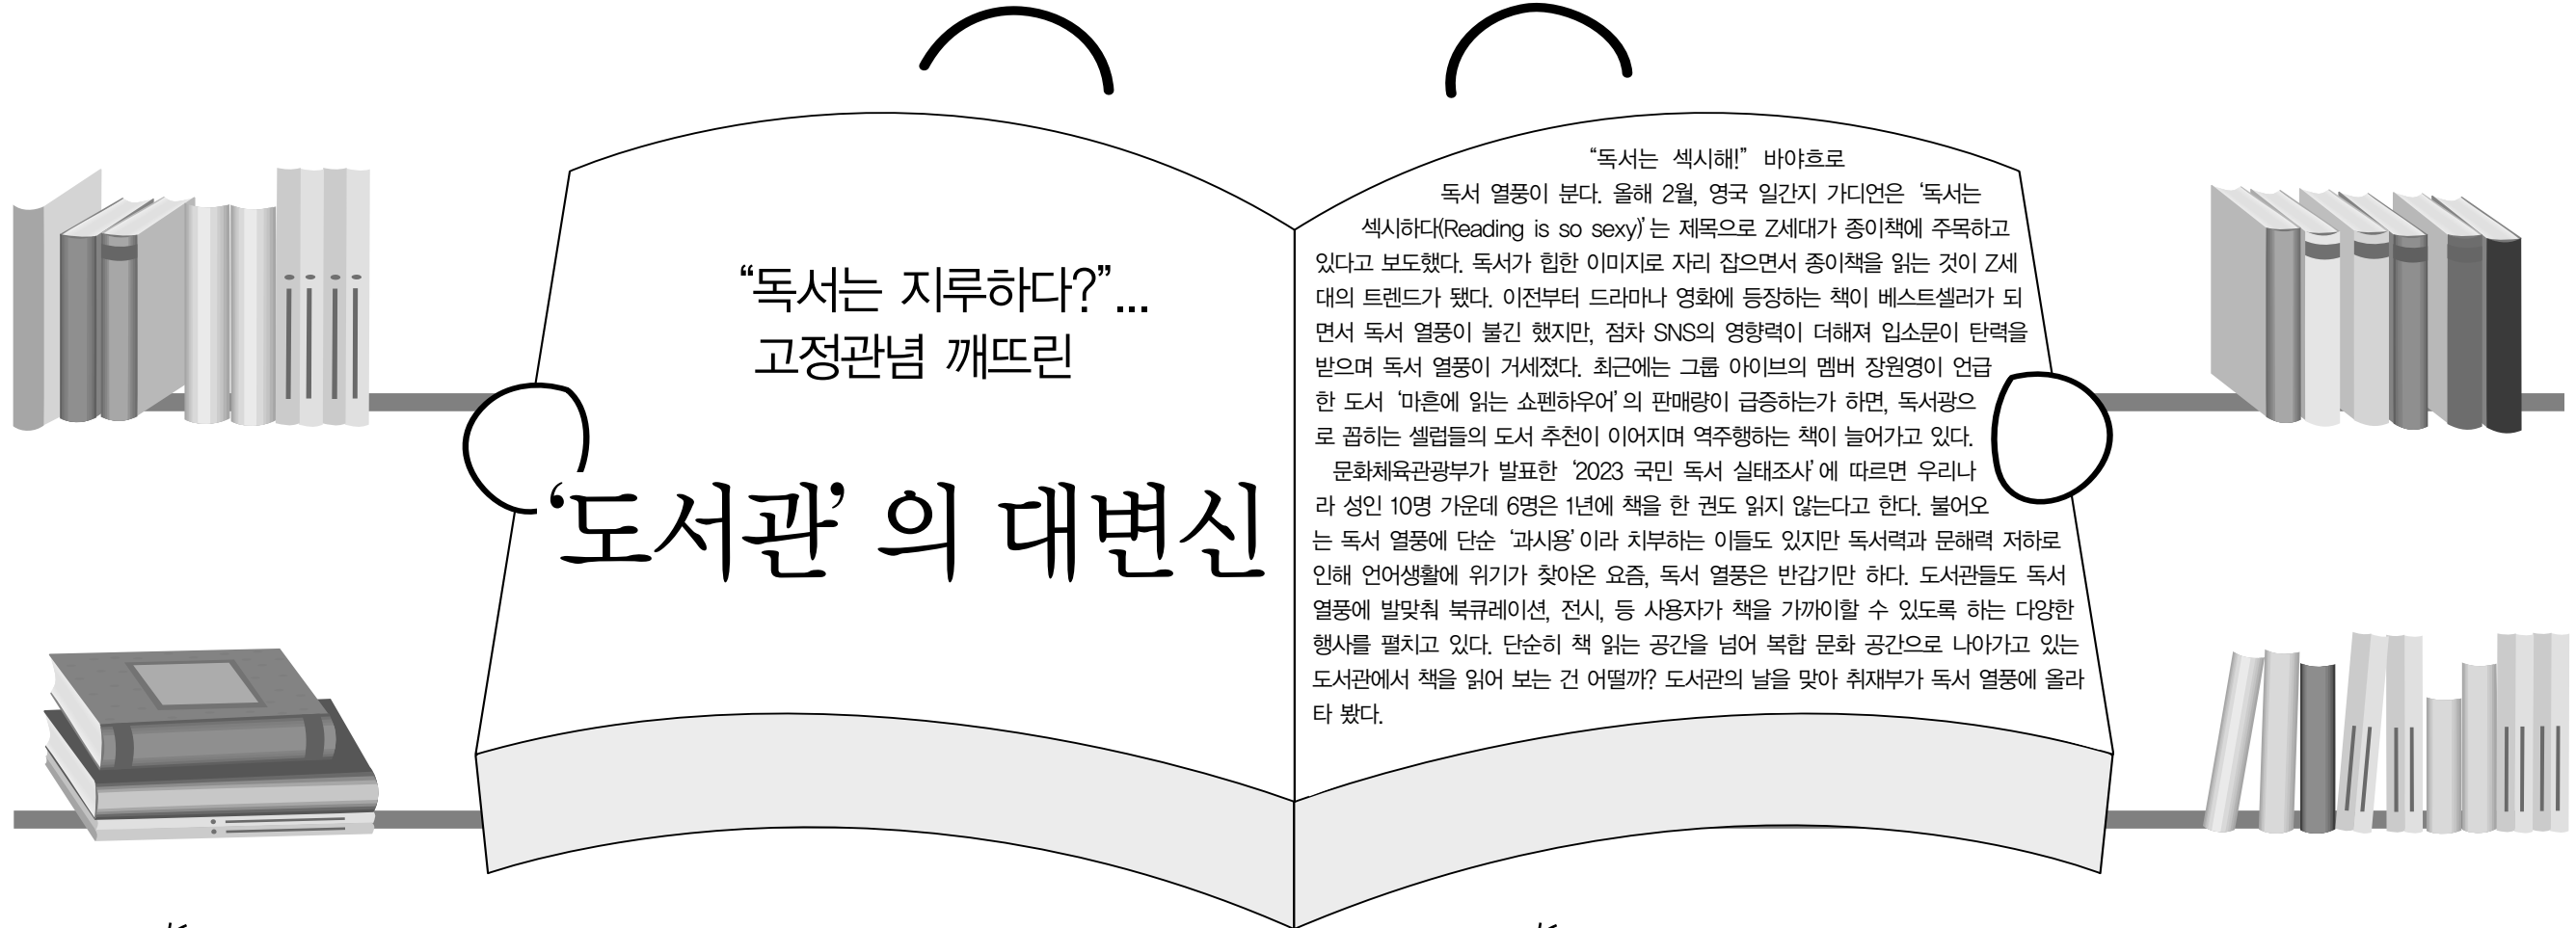 “독서는 지루하다?”...
고정관념 깨뜨린
‘도서관’의 대변신
“독서는 섹시해!” 바야흐로
독서 열풍이 분다. 올해 2월, 영국 일간지 가디언은 ‘독서는
섹시하다(Reading is so sexy)’는 제목으로 Z세대가 종이책에 주목하고
있다고 보도했다. 독서가 힙한 이미지로 자리 잡으면서 종이책을 읽는 것이 Z세
대의 트렌드가 됐다. 이전부터 드라마나 영화에 등장하는 책이 베스트셀러가 되
면서 독서 열풍이 불긴 했지만, 점차 SNS의 영향력이 더해져 입소문이 탄력을
받으며 독서 열풍이 거세졌다. 최근에는 그룹 아이브의 멤버 장원영이 언급
한 도서 ‘마흔에 읽는 쇼펜하우어’의 판매량이 급증하는가 하면, 독서광으
로 꼽히는 셀럽들의 도서 추천이 이어지며 역주행하는 책이 늘어가고 있다.
문화체육관광부가 발표한 ‘2023 국민 독서 실태조사’에 따르면 우리나
라 성인 10명 가운데 6명은 1년에 책을 한 권도 읽지 않는다고 한다. 불어오
는 독서 열풍에 단순 ‘과시용’이라 치부하는 이들도 있지만 독서력과 문해력 저하로
인해 언어생활에 위기가 찾아온 요즘, 독서 열풍은 반갑기만 하다. 도서관들도 독서
열풍에 발맞춰 북큐레이션, 전시, 등 사용자가 책을 가까이할 수 있도록 하는 다양한
행사를 펼치고 있다. 단순히 책 읽는 공간을 넘어 복합 문화 공간으로 나아가고 있는
도서관에서 책을 읽어 보는 건 어떨까? 도서관의 날을 맞아 취재부가 독서 열풍에 올라
타 봤다.